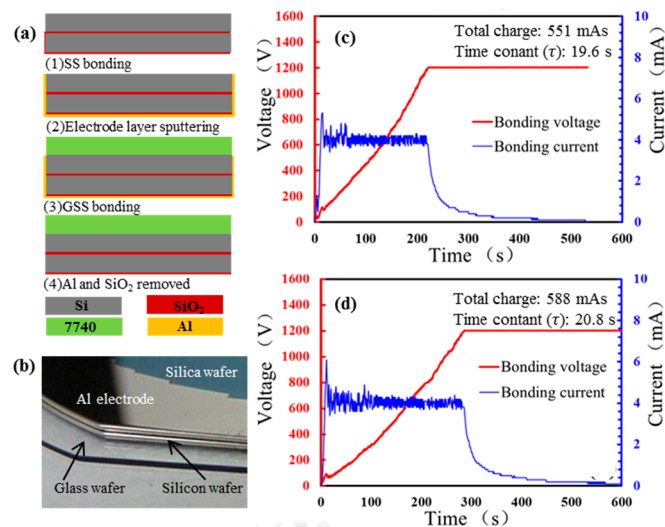 (a)
(1)SS bonding
(2)Electrode layer sputtering
(3)GSS bonding
(4)Al and SiO₂ removed
Si
SiO₂
7740
Al
(b)
Silica wafer
Al electrode
Glass wafer
Silicon wafer
(c)
Total charge: 551 mAs
Time conant (τ): 19.6 s
Bonding voltage
Bonding current
Voltage (V)
1600
1400
1200
1000
800
600
400
200
0
0 100 200 300 400 500 600
Time (s)
10
8
6
4
2
0
Current (mA)
(d)
Total charge: 588 mAs
Time contant (τ): 20.8 s
Bonding voltage
Bonding current
Voltage (V)
1600
1400
1200
1000
800
600
400
200
0
0 100 200 300 400 500 600
Time (s)
10
8
6
4
2
0
Current (mA)